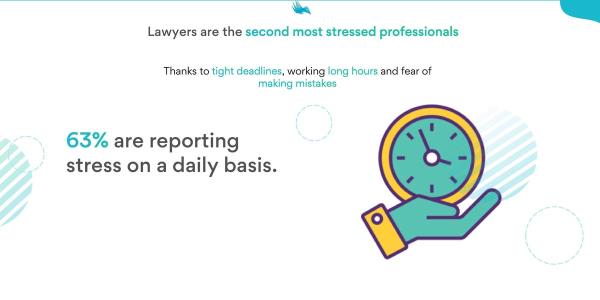 Lawyers are the second most stressed professionals
Thanks to tight deadlines, working long hours and fear of
making mistakes
63% are reporting
stress on a daily basis.